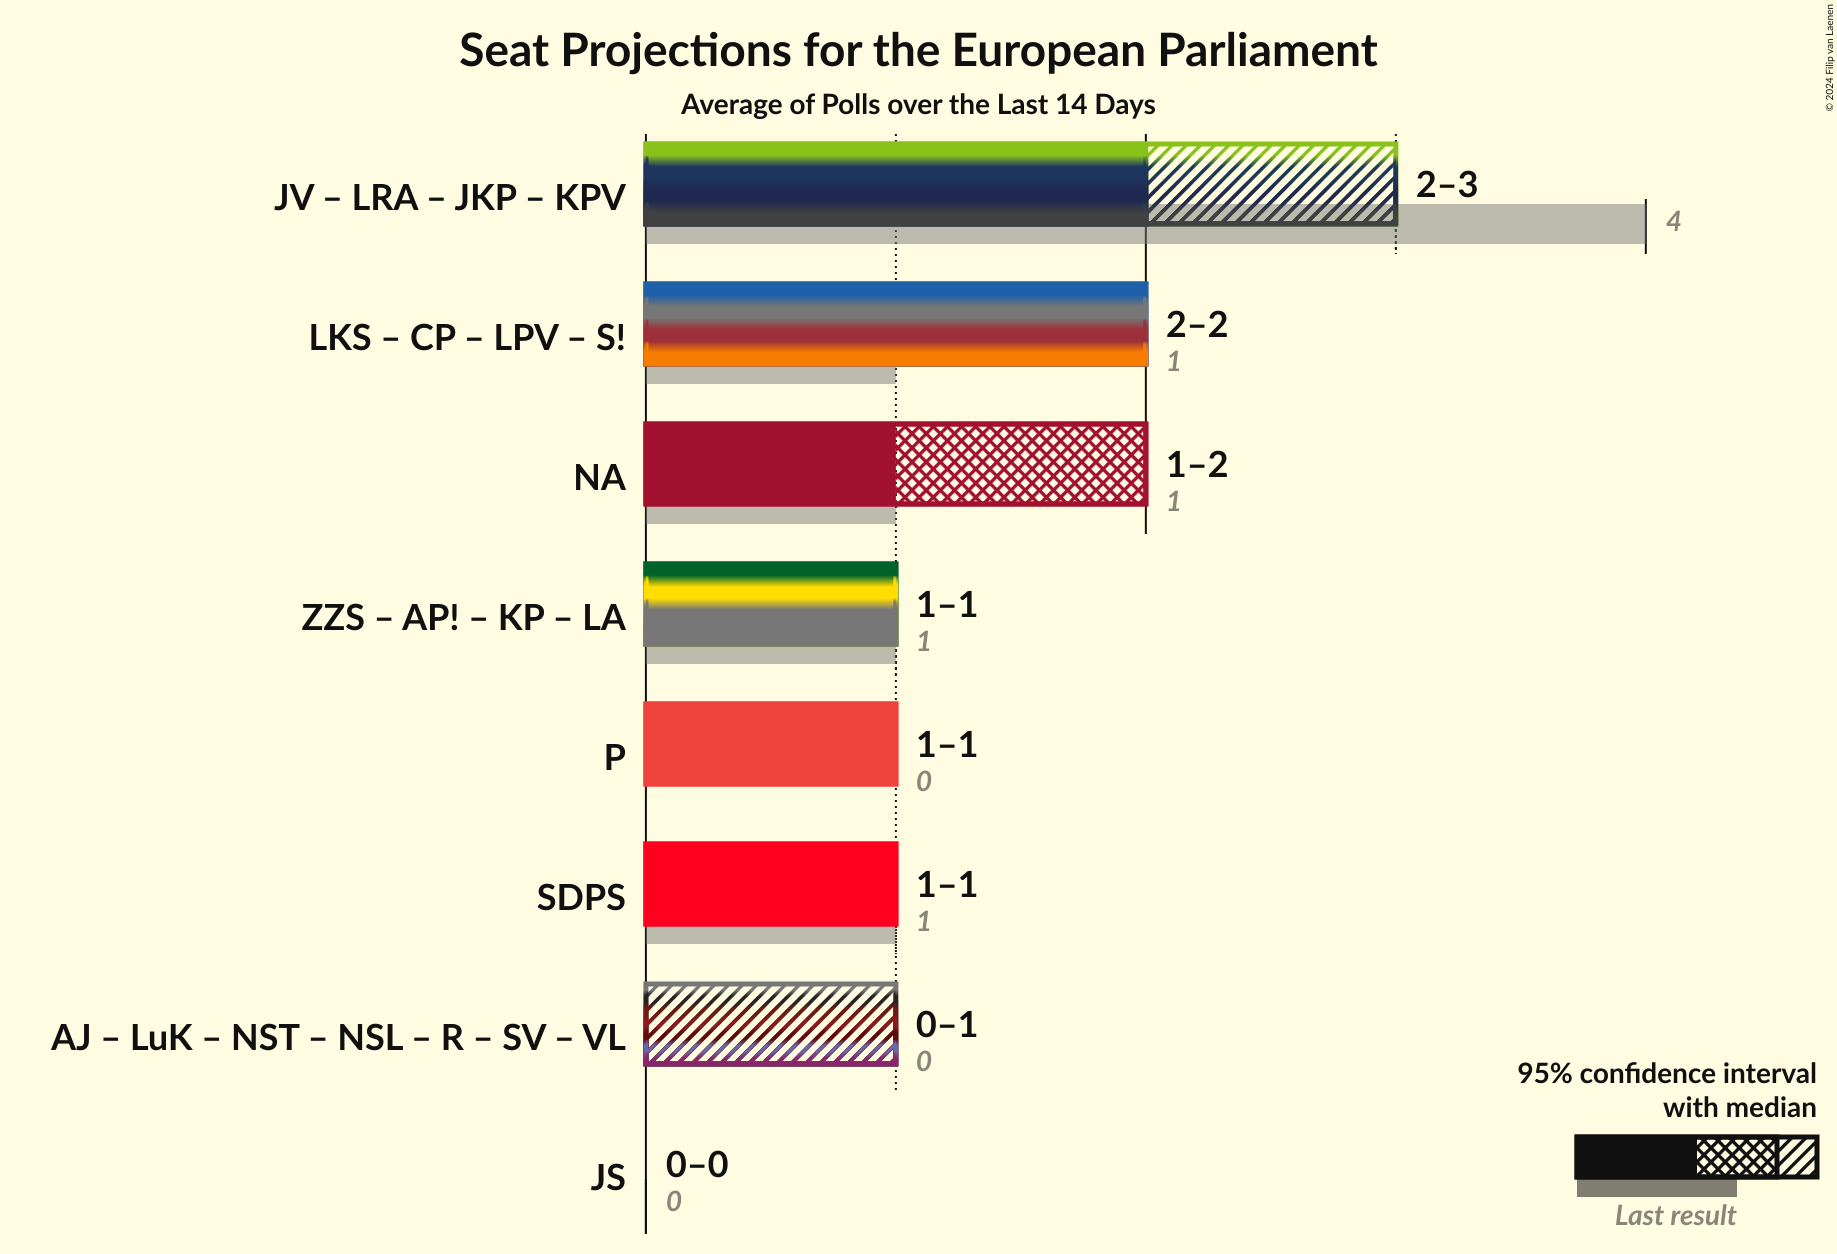 Seat Projections for the European Parliament
Average of Polls over the Last 14 Days
© 2024 Filip van Laenen
JV – LRA – JKP – KPV
2–3
4
LKS – CP – LPV – S!
2–2
1
NA
1–2
1
ZZS – AP! – KP – LA
1–1
1
P
1–1
0
SDPS
1–1
1
AJ – LuK – NST – NSL – R – SV – VL
0–1
0
JS
0–0
0
95% confidence interval
with median
Last result